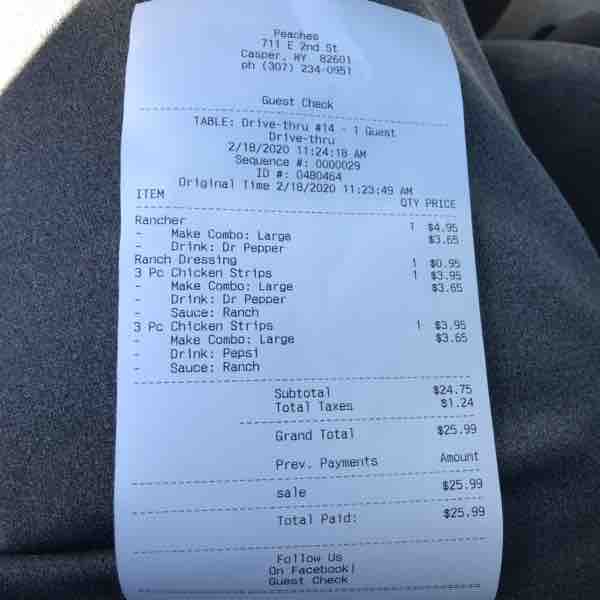 Peaches
711 E 2nd St
Casper, WY 82601
ph (307) 234-0951
Guest Check
TABLE: Drive-thru #14 - 1 Guest
Drive-thru
2/18/2020 11:24:18 AM
Sequence #: 0000029
ID #: 0480464
Original Time 2/18/2020 11:23:49 AM
ITEM QTY PRICE
Rancher 1 $4.95
- Make Combo: Large $3.65
- Drink: Dr Pepper
Ranch Dressing 1 $0.95
3 Pc Chicken Strips 1 $3.95
- Make Combo: Large $3.65
- Drink: Dr Pepper
- Sauce: Ranch
3 Pc Chicken Strips 1 $3.95
- Make Combo: Large $3.65
- Drink: Pepsi
- Sauce: Ranch
Subtotal $24.75
Total Taxes $1.24
Grand Total $25.99
Prev. Payments Amount
sale $25.99
Total Paid: $25.99
Follow Us
On Facebook!
Guest Check